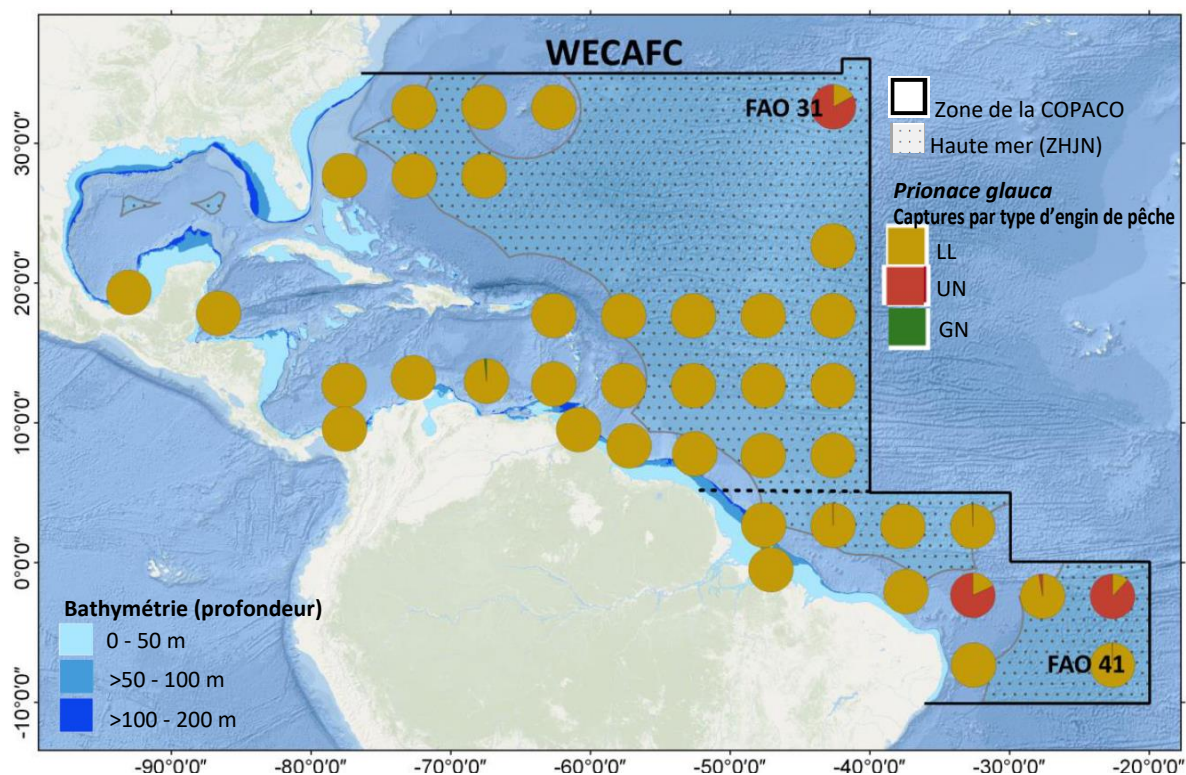 WECAFC
FAO 31
Zone de la COPACO
Haute mer (ZHJN)
Prionace glauca
Captures par type d'engin de pêche
LL
UN
GN
30°0'0"
20°0'0"
10°0'0"
0°0'0"
-10°0'0"
Bathymétrie (profondeur)
0 - 50 m
>50 - 100 m
>100 - 200 m
FAO 41
-90°0'0"
-80°0'0"
-70°0'0"
-60°0'0"
-50°0'0"
-40°0'0"
-30°0'0"
-20°0'0"